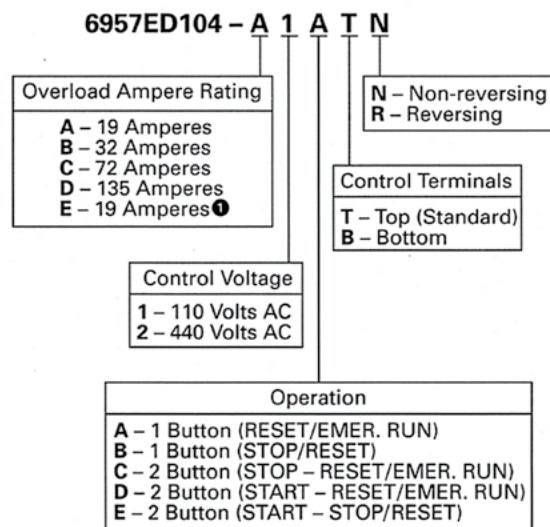 6957ED104 – A 1 A T N
Overload Ampere Rating
A – 19 Amperes
B – 32 Amperes
C – 72 Amperes
D – 135 Amperes
E – 19 Amperes❶
N – Non-reversing
R – Reversing
Control Terminals
T – Top (Standard)
B – Bottom
Control Voltage
1 – 110 Volts AC
2 – 440 Volts AC
Operation
A – 1 Button (RESET/EMER. RUN)
B – 1 Button (STOP/RESET)
C – 2 Button (STOP – RESET/EMER. RUN)
D – 2 Button (START – RESET/EMER. RUN)
E – 2 Button (START – STOP/RESET)